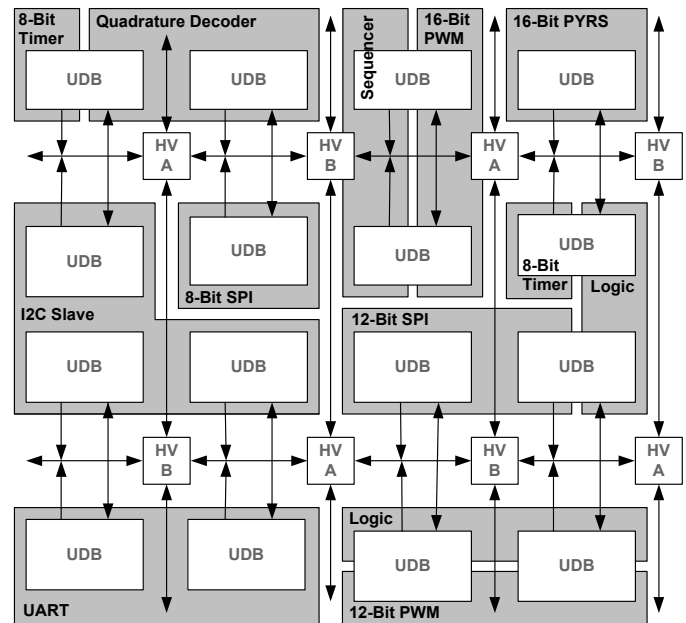 8-Bit
Timer
Quadrature Decoder
Sequencer
16-Bit
PWM
16-Bit PYRS
UDB
UDB
UDB
UDB
HV
A
HV
B
HV
A
HV
B
UDB
UDB
UDB
UDB
8-Bit SPI
8-Bit
Timer
Logic
I2C Slave
12-Bit SPI
UDB
UDB
UDB
UDB
HV
B
HV
A
HV
B
HV
A
Logic
UDB
UDB
UDB
UDB
UART
12-Bit PWM